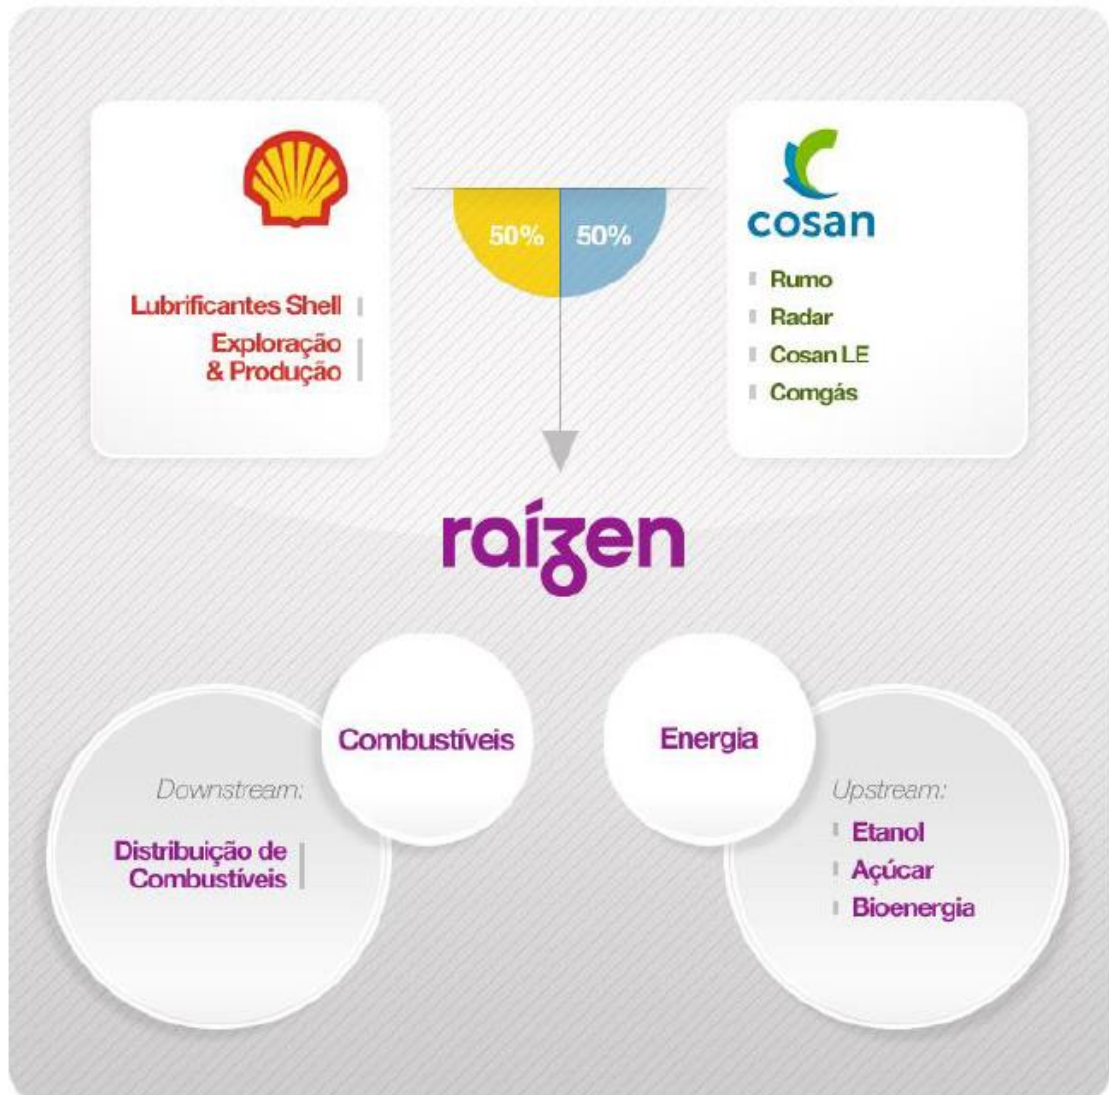 Lubrificantes Shell
Exploração
& Produção
50%
50%
cosan
Rumo
Radar
Cosan LE
Comgás
raízen
Combustíveis
Downstream:
Distribuição de
Combustíveis
Energia
Upstream:
Etanol
Açúcar
Bioenergia